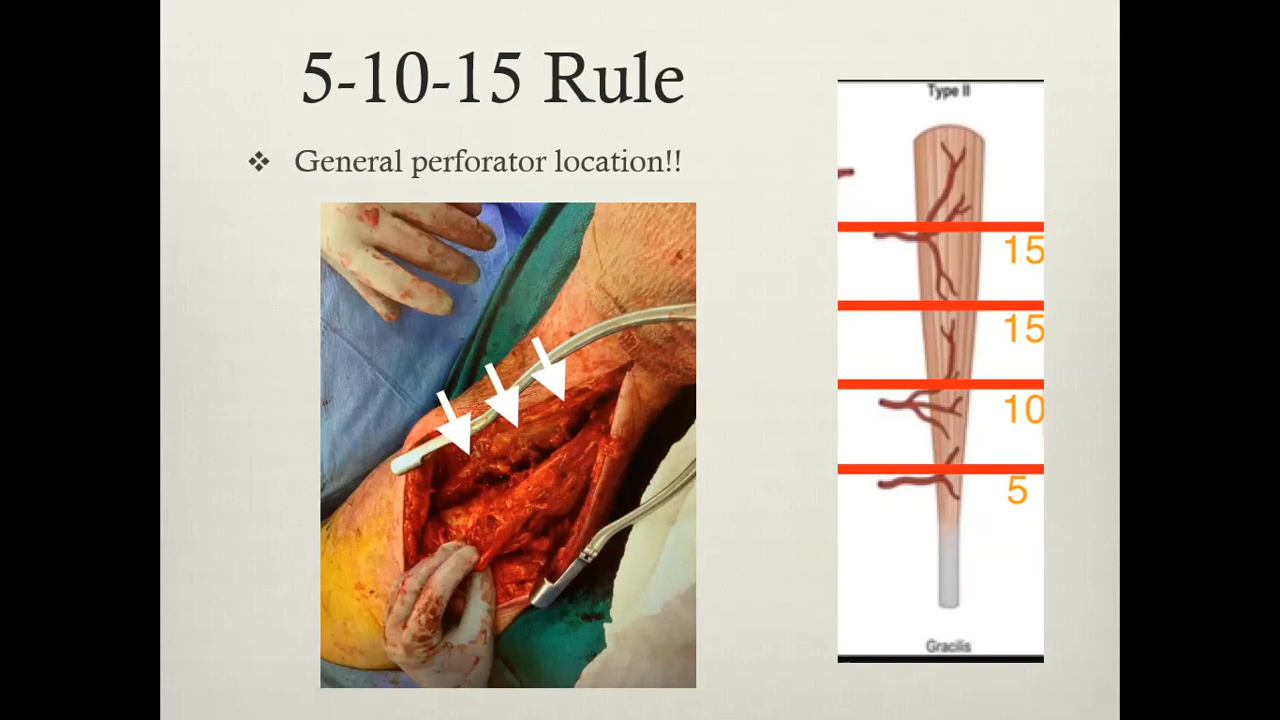 5-10-15 Rule
❖ General perforator location!!
Type II
15
15
10
5
Gracilis